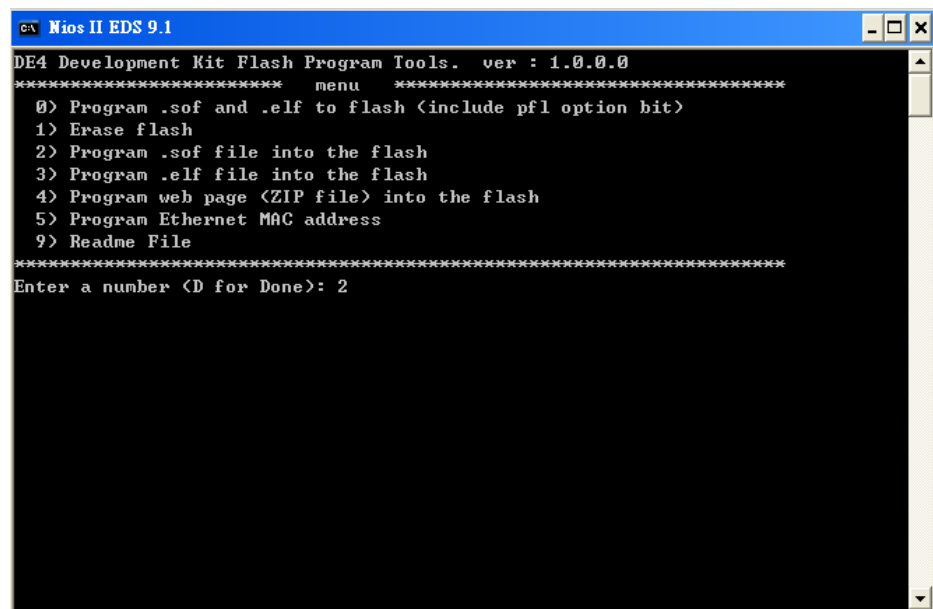 Nios II EDS 9.1
DE4 Development Kit Flash Program Tools. ver : 1.0.0.0
************************ menu ***********************************
0) Program .sof and .elf to flash (include pfl option bit)
1) Erase flash
2) Program .sof file into the flash
3) Program .elf file into the flash
4) Program web page (ZIP file) into the flash
5) Program Ethernet MAC address
9) Readme File
*********************************************************************
Enter a number (D for Done): 2